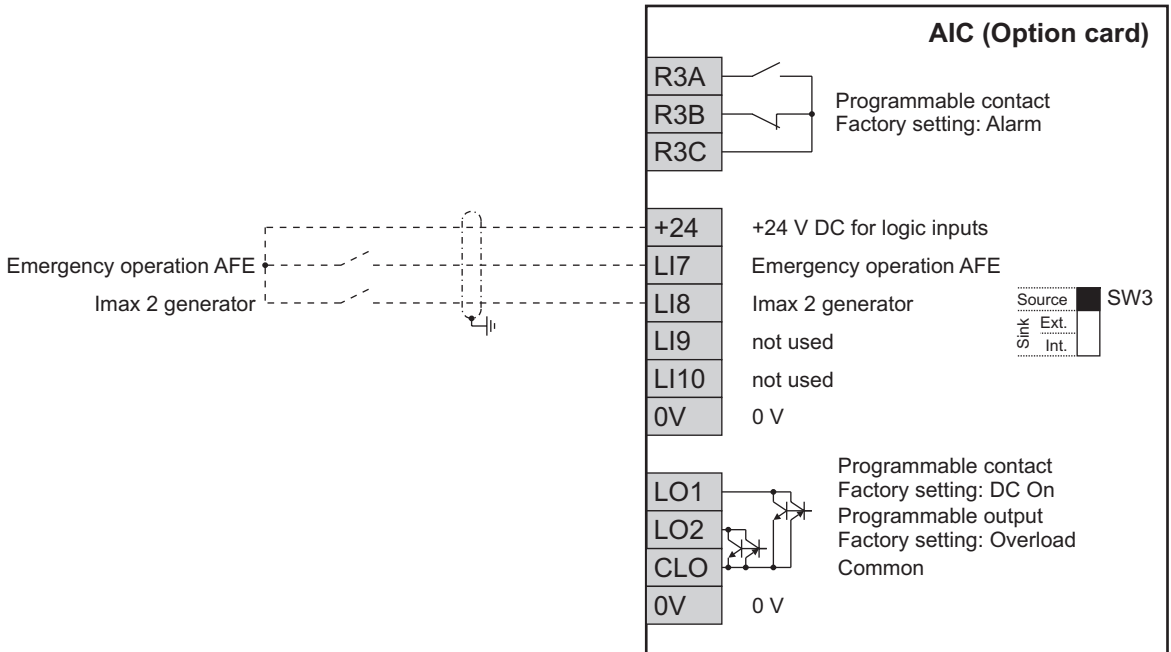 AIC (Option card)
R3A
R3B
R3C
Programmable contact
Factory setting: Alarm
+24
+24 V DC for logic inputs
Emergency operation AFE
LI7
Emergency operation AFE
Imax 2 generator
LI8
Imax 2 generator
LI9
not used
LI10
not used
0V
0 V
Source
SW3
Sink
Ext.
Int.
LO1
LO2
CLO
0V
Programmable contact
Factory setting: DC On
Programmable output
Factory setting: Overload
Common
0 V